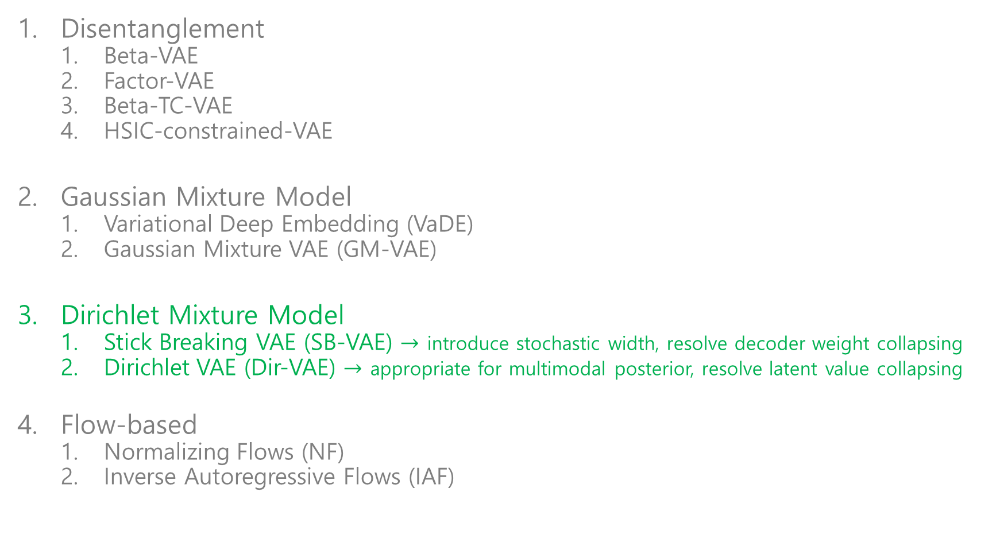 1. Disentanglement
1. Beta-VAE
2. Factor-VAE
3. Beta-TC-VAE
4. HSIC-constrained-VAE
2. Gaussian Mixture Model
1. Variational Deep Embedding (VaDE)
2. Gaussian Mixture VAE (GM-VAE)
3. Dirichlet Mixture Model
1. Stick Breaking VAE (SB-VAE) → introduce stochastic width, resolve decoder weight collapsing
2. Dirichlet VAE (Dir-VAE) → appropriate for multimodal posterior, resolve latent value collapsing
4. Flow-based
1. Normalizing Flows (NF)
2. Inverse Autoregressive Flows (IAF)